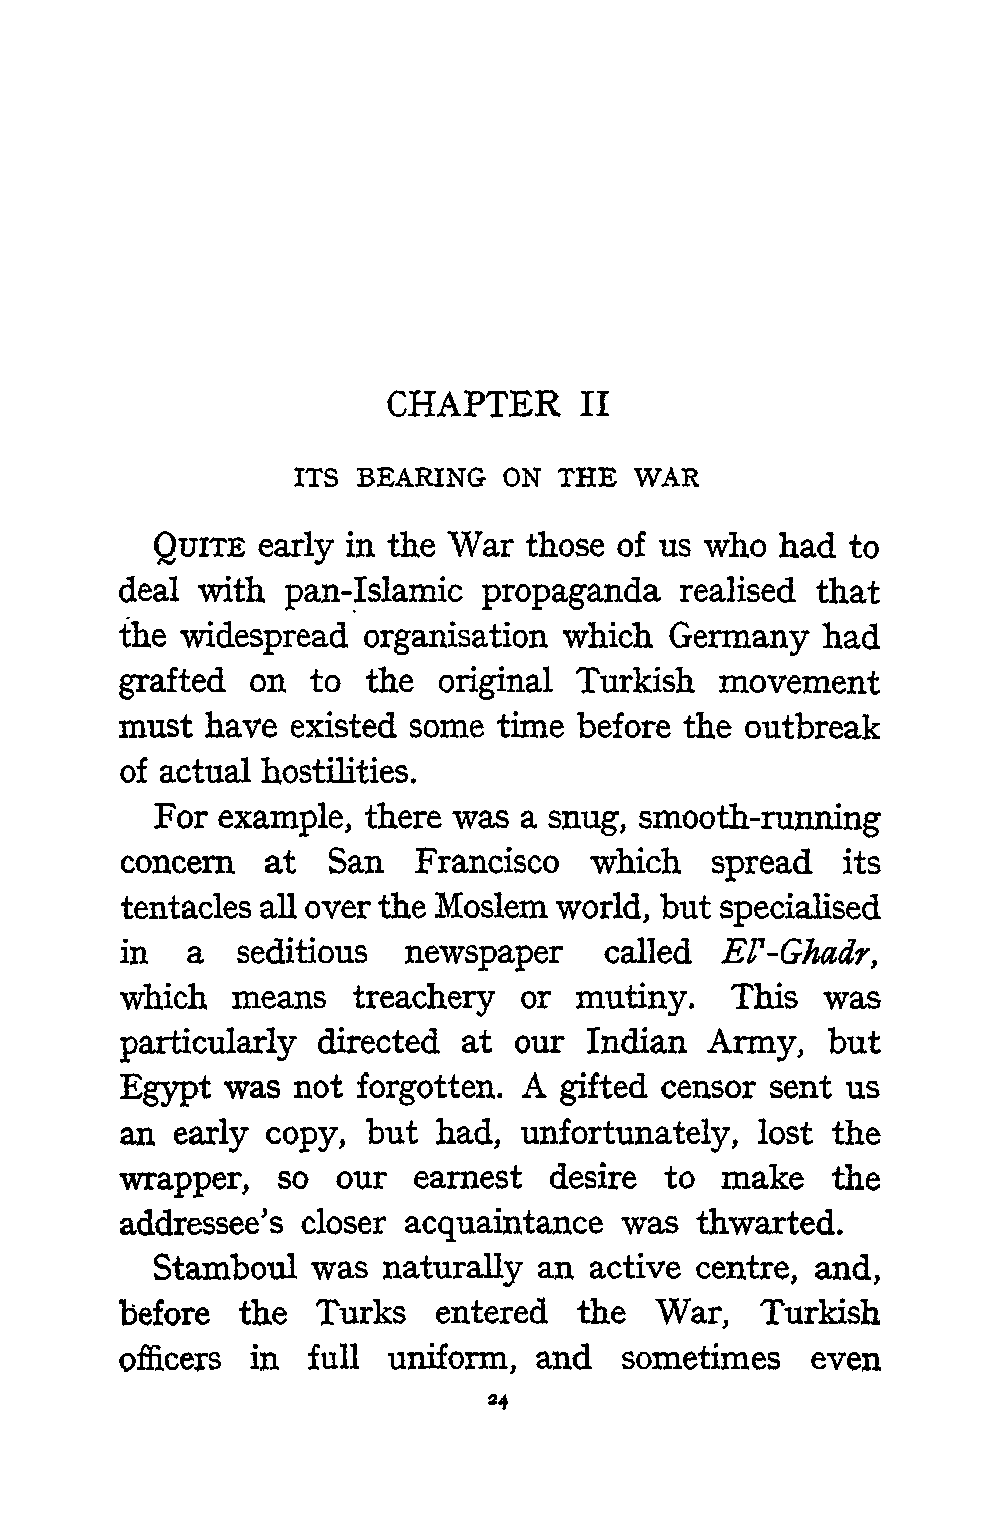 CHAPTER II
ITS BEARING ON THE WAR
QUITE early in the War those of us who had to
deal with pan-Islamic propaganda realised that
the widespread organisation which Germany had
grafted on to the original Turkish movement
must have existed some time before the outbreak
of actual hostilities.
For example, there was a snug, smooth-running
concern at San Francisco which spread its
tentacles all over the Moslem world, but specialised
in a seditious newspaper called El'-Ghadr,
which means treachery or mutiny. This was
particularly directed at our Indian Army, but
Egypt was not forgotten. A gifted censor sent us
an early copy, but had, unfortunately, lost the
wrapper, so our earnest desire to make the
addressee's closer acquaintance was thwarted.
Stamboul was naturally an active centre, and,
before the Turks entered the War, Turkish
officers in full uniform, and sometimes even
24